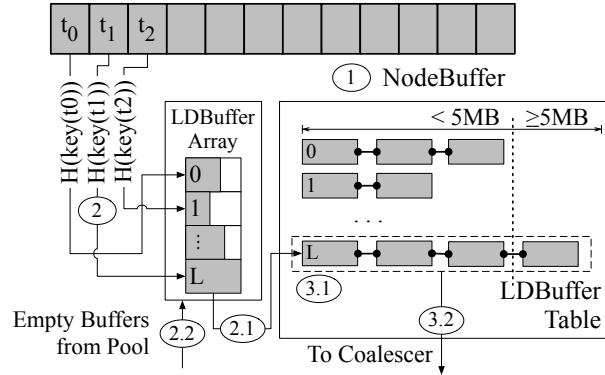 t0 t1 t2
1 NodeBuffer
H(key(t0))
H(key(t1))
H(key(t2))
2
LDBuffer
Array
0
1
⋮
L
< 5MB ≥5MB
0
1
. . .
L
3.1
LDBuffer
Table
Empty Buffers
from Pool
2.2
2.1
3.2
To Coalescer